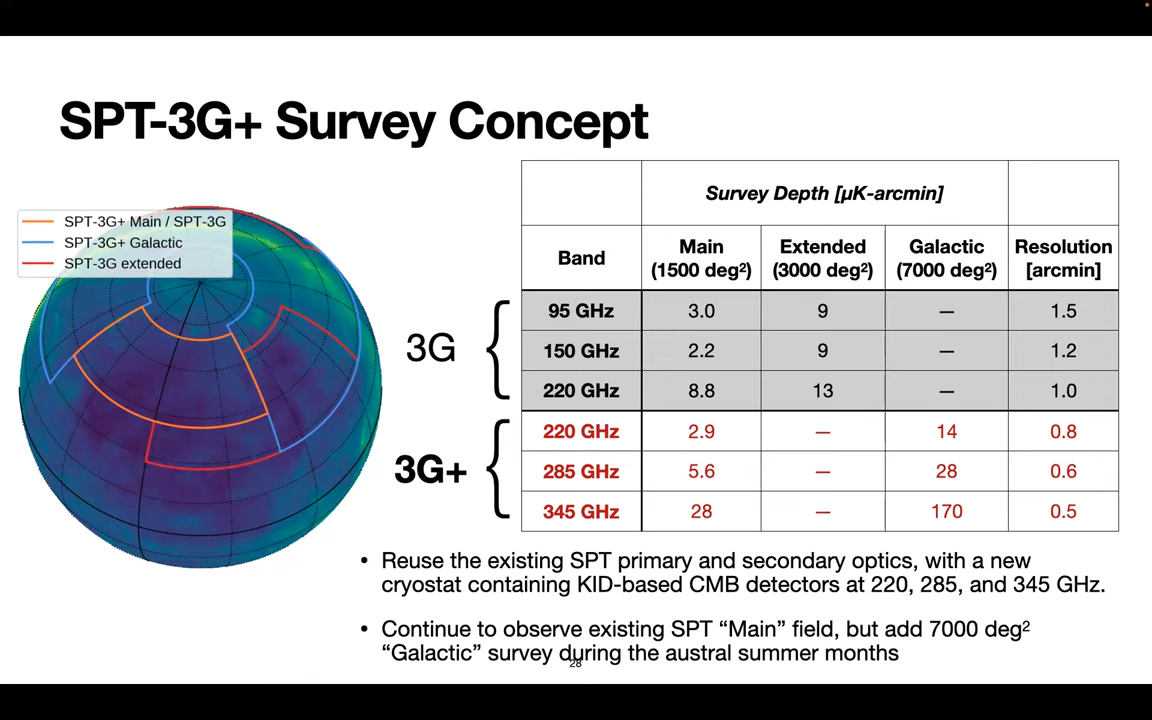 SPT-3G+ Survey Concept
SPT-3G+ Main / SPT-3G
SPT-3G+ Galactic
SPT-3G extended
Survey Depth [μK-arcmin]
Band
Main (1500 deg²)
Extended (3000 deg²)
Galactic (7000 deg²)
Resolution [arcmin]
3G
95 GHz 3.0 9 — 1.5
150 GHz 2.2 9 — 1.2
220 GHz 8.8 13 — 1.0
3G+
220 GHz 2.9 — 14 0.8
285 GHz 5.6 — 28 0.6
345 GHz 28 — 170 0.5
• Reuse the existing SPT primary and secondary optics, with a new
cryostat containing KID-based CMB detectors at 220, 285, and 345 GHz.
• Continue to observe existing SPT “Main” field, but add 7000 deg²
“Galactic” survey during the austral summer months
28